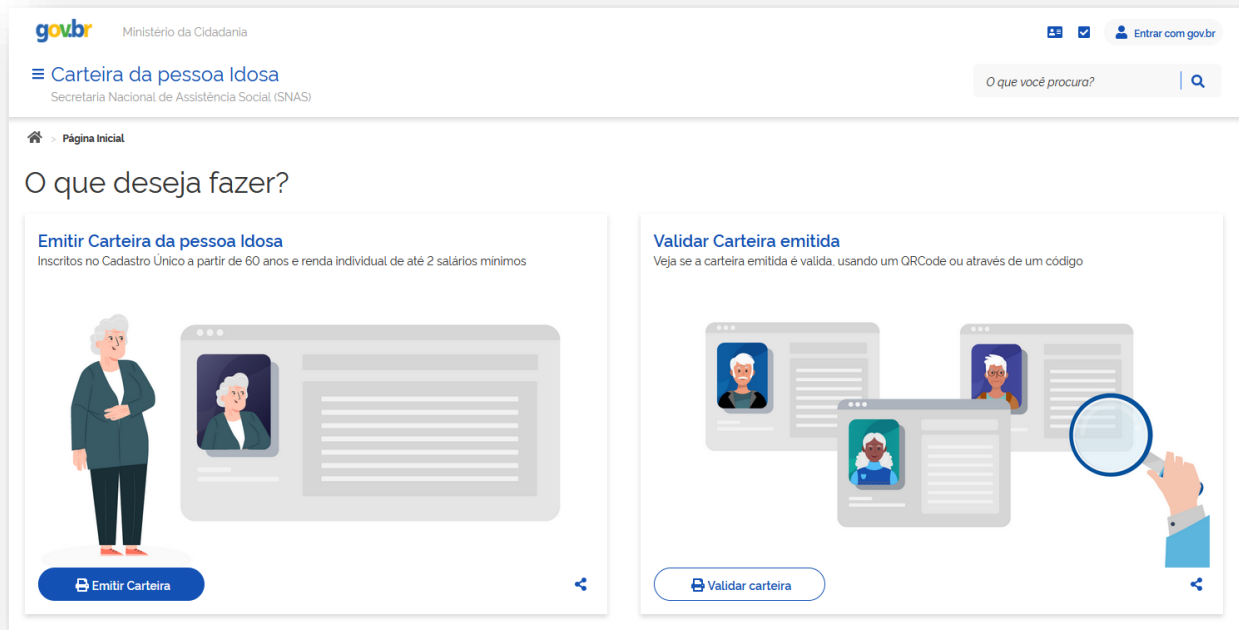 gov.br
Ministério da Cidadania
Entrar com gov.br
Carteira da pessoa Idosa
Secretaria Nacional de Assistência Social (SNAS)
O que você procura?
> Página Inicial
O que deseja fazer?
Emitir Carteira da pessoa Idosa
Inscritos no Cadastro Único a partir de 60 anos e renda individual de até 2 salários mínimos
Emitir Carteira
Validar Carteira emitida
Veja se a carteira emitida é valida, usando um QRCode ou através de um código
Validar carteira